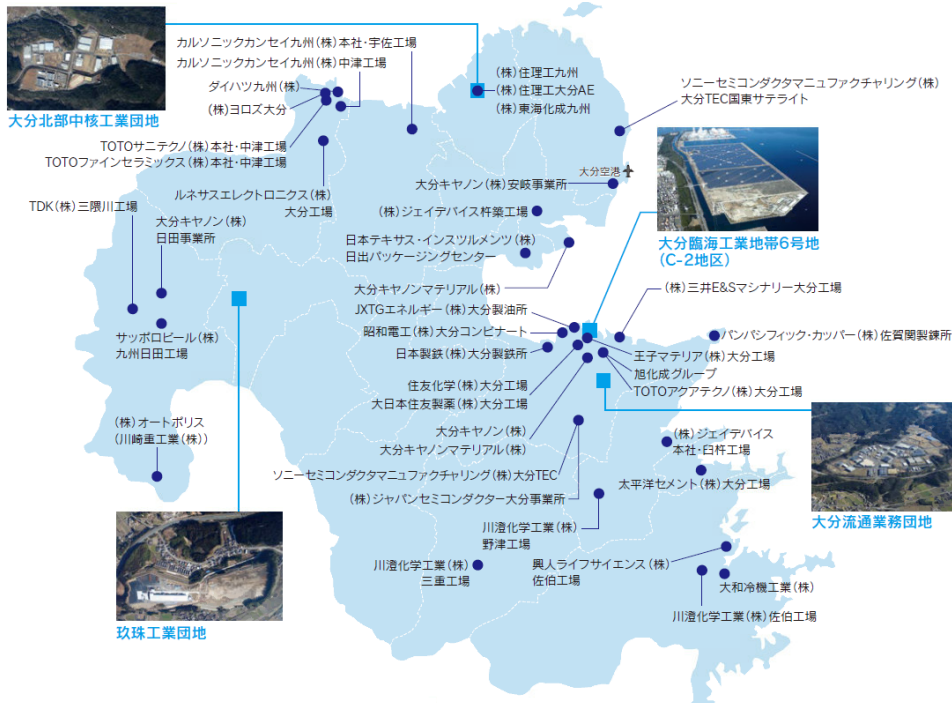 大分北部中核工業団地
カルソニックカンセイ九州(株)本社・宇佐工場
カルソニックカンセイ九州(株)中津工場
ダイハツ九州(株)
(株)ヨロズ大分
TOTOサニテクノ(株)本社・中津工場
TOTOファインセラミックス(株)本社・中津工場
ルネサスエレクトロニクス(株)
大分工場
(株)住理工九州
(株)住理工大分AE
(株)東海化成九州
ソニーセミコンダクタマニュファクチャリング(株)
大分TEC国東サテライト
大分空港
大分キヤノン(株)安岐事業所
(株)ジェイデバイス杵築工場
日本テキサス・インスツルメンツ(株)
日出パッケージングセンター
大分キヤノンマテリアル(株)
大分臨海工業地帯6号地
(C-2地区)
TDK(株)三隈川工場
大分キヤノン(株)
日田事業所
サッポロビール(株)
九州日田工場
JXTGエネルギー(株)大分製油所
昭和電工(株)大分コンビナート
日本製鉄(株)大分製鉄所
(株)三井E&Sマシナリー大分工場
パンパシフィック・カッパー(株)佐賀関製錬所
王子マテリア(株)大分工場
旭化成グループ
TOTOアクアテクノ(株)大分工場
住友化学(株)大分工場
大日本住友製薬(株)大分工場
大分キヤノン(株)
大分キヤノンマテリアル(株)
(株)オートポリス
(川崎重工業(株))
ソニーセミコンダクタマニュファクチャリング(株)大分TEC
(株)ジャパンセミコンダクター大分事業所
(株)ジェイデバイス
本社・臼杵工場
太平洋セメント(株)大分工場
大分流通業務団地
川澄化学工業(株)
野津工場
川澄化学工業(株)
三重工場
興人ライフサイエンス(株)
佐伯工場
大和冷機工業(株)
川澄化学工業(株)佐伯工場
玖珠工業団地